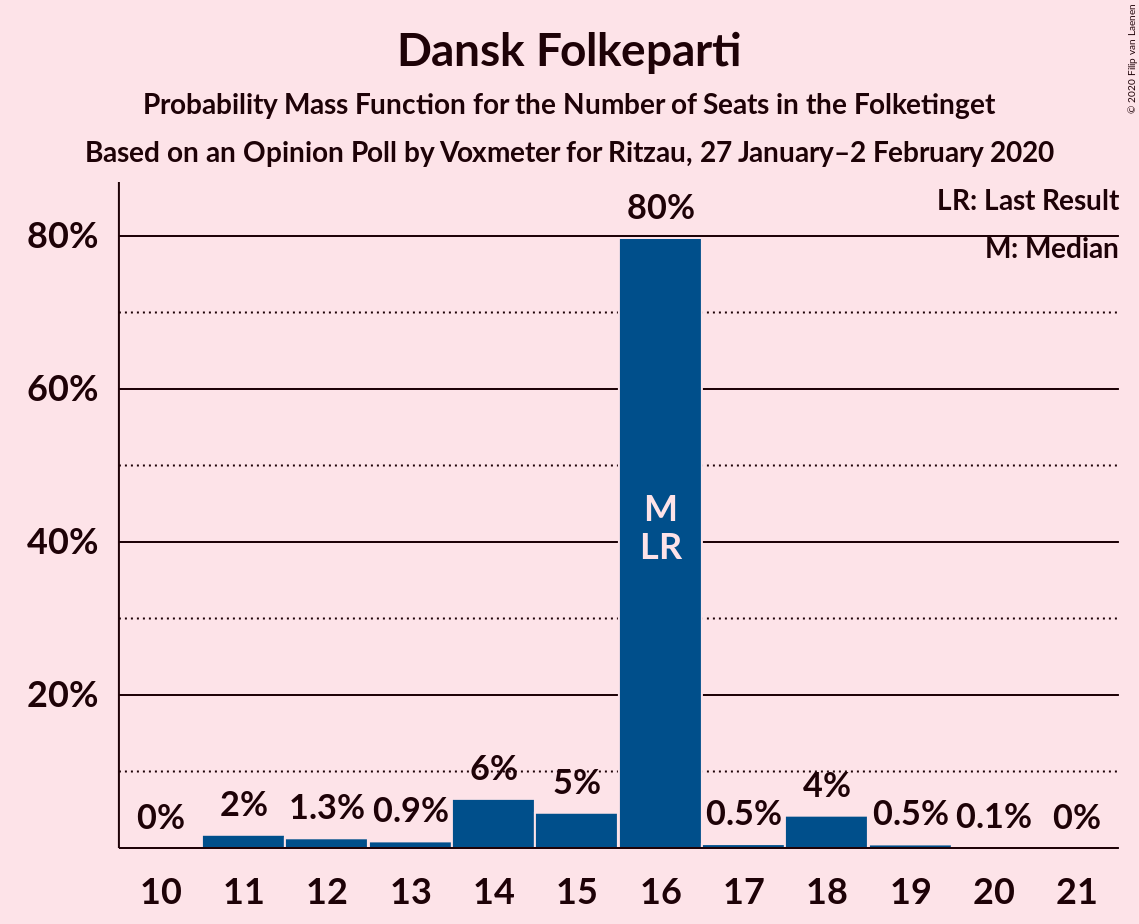 Dansk Folkeparti
Probability Mass Function for the Number of Seats in the Folketinget
Based on an Opinion Poll by Voxmeter for Ritzau, 27 January–2 February 2020
© 2020 Filip van Laenen
LR: Last Result
M: Median
80%
60%
40%
20%
0%
2%
1.3%
0.9%
6%
5%
80%
M
LR
0.5%
4%
0.5%
0.1%
0%
10 11 12 13 14 15 16 17 18 19 20 21